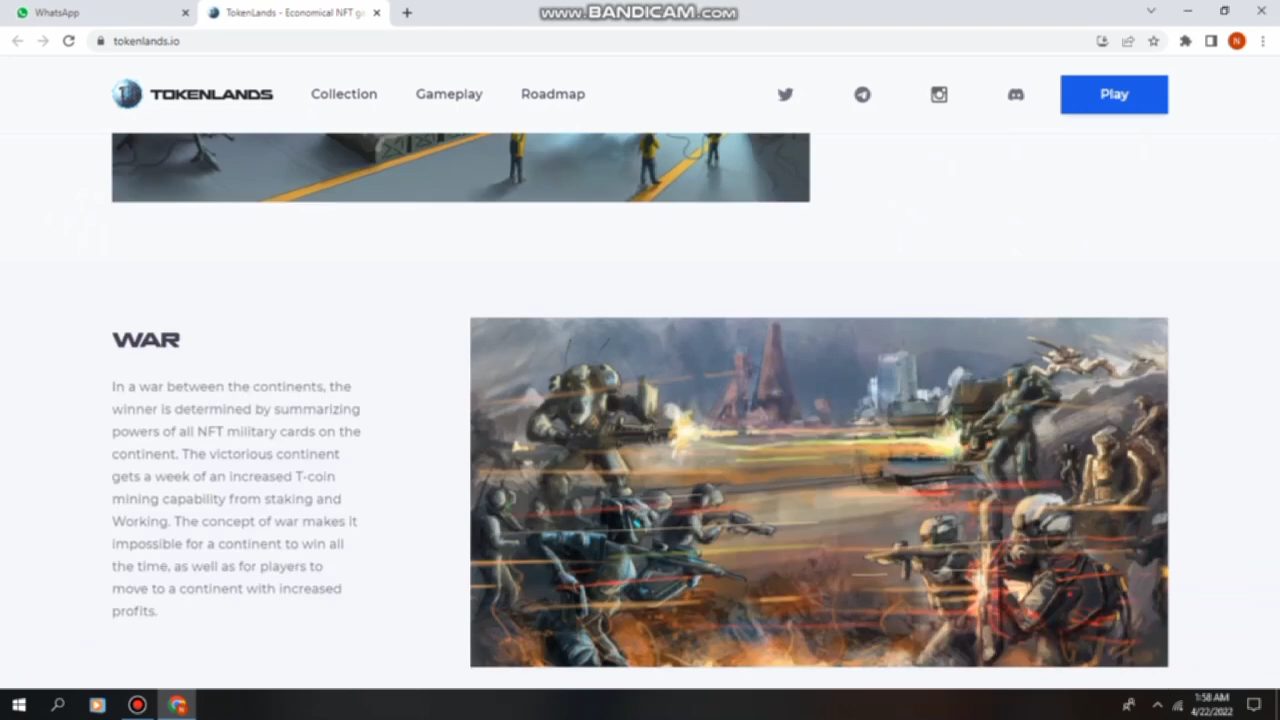 WhatsApp
TokenLands - Economical NFT ga
www.BANDICAM.com
N
tokenlands.io
TOKENLANDS
Collection
Gameplay
Roadmap
Play
WAR
In a war between the continents, the
winner is determined by summarizing
powers of all NFT military cards on the
continent. The victorious continent
gets a week of an increased T-coin
mining capability from staking and
Working. The concept of war makes it
impossible for a continent to win all
the time, as well as for players to
move to a continent with increased
profits.
1:58 AM
4/22/2022